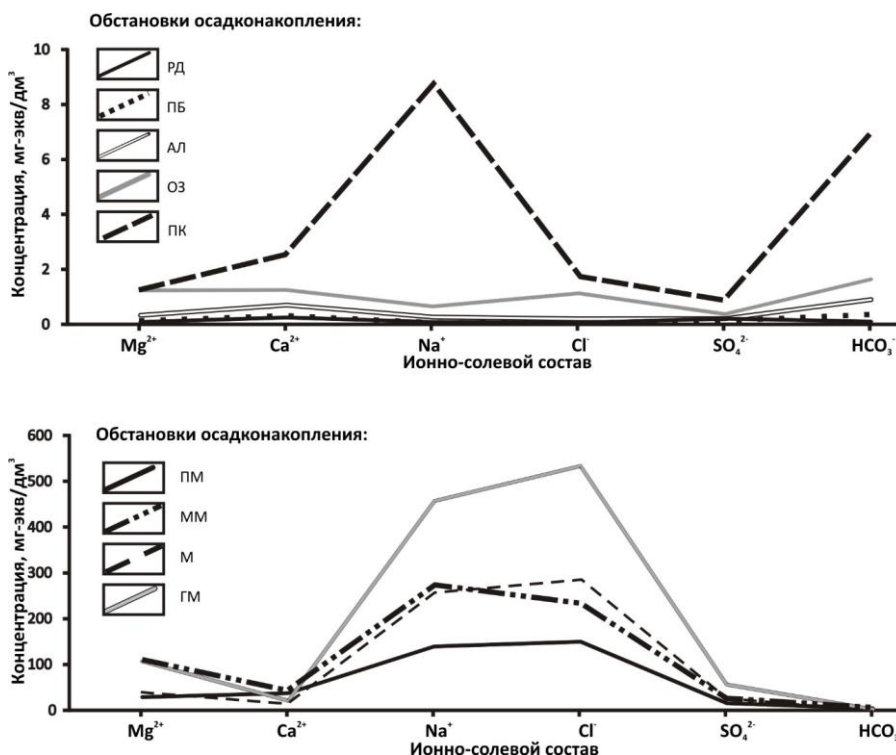 Обстановки осадконакопления:
РД
ПБ
АЛ
ОЗ
ПК
Концентрация, мг-экв/дм³
10
8
6
4
2
0
Mg²⁺ Ca²⁺ Na⁺ Cl⁻ SO₄²⁻ HCO₃⁻
Ионно-солевой состав
Обстановки осадконакопления:
ПМ
ММ
М
ГМ
Концентрация, мг-экв/дм³
600
500
400
300
200
100
0
Mg²⁺ Ca²⁺ Na⁺ Cl⁻ SO₄²⁻ HCO₃
Ионно-солевой состав